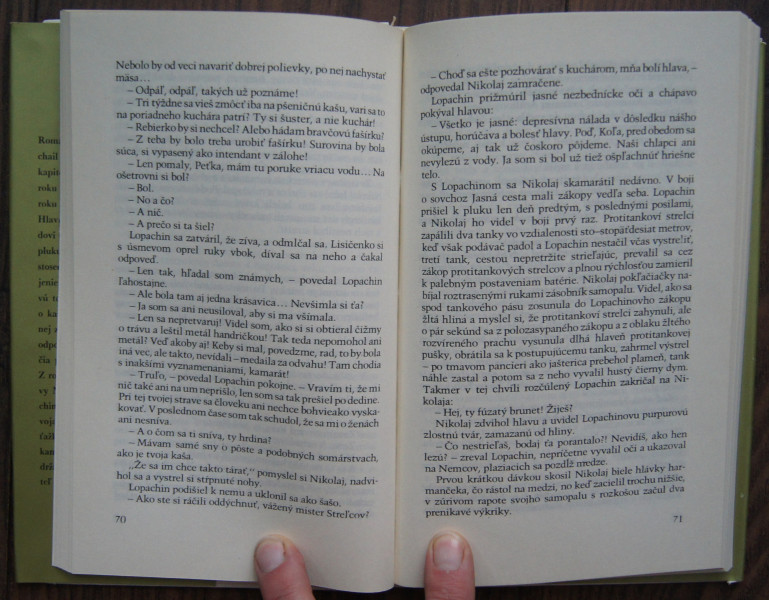 Nebolo by od veci navariť dobrej polievky, po nej nachystať
mäsa…
– Odpáľ, odpáľ, takých už poznáme!
– Tri týždne sa vieš zmôcť iba na pšeničnú kašu, vari sa to
na poriadneho kuchára patrí? Ty si šuster, a nie kuchár!
– Rebierko by si nechcel? Alebo hádam bravčovú fašírku?
– Z teba by bolo treba urobiť fašírku! Surovina by bola
súca, si vypasený ako intendant v zálohe!
– Len pomaly, Peťka, mám tu poruke vriacu vodu… Na
ošetrovni si bol?
– Bol.
– No a čo?
– A nič.
– A prečo si ta šiel?
Lopachin sa zatváril, že zíva, a odmlčal sa. Lisičenko si
s úsmevom oprel ruky vbok, díval sa na neho a čakal
odpoveď.
– Len tak, hľadal som známych, – povedal Lopachin
ľahostajne.
– Ale bola tam aj jedna krásavica… Nevšimla si ťa?
– Ja som sa ani neusiloval, aby si ma všímala.
– Len sa nepretvaruj! Videl som, ako si si obtieral čižmy
o trávu a leštil metál handričkou! Tak teda nepomohol ani
metál? Veď akoby aj! Keby si mal, povedzme, rad, to by bola
iná vec, ale takto, nevídali – medaila za odvahu! Tam chodia
s inakšími vyznamenaniami, kamarát!
– Truľo, – povedal Lopachin pokojne. – Vravím ti, že mi
nič také ani na um neprišlo, len som sa tak prešiel po dedine.
Pri tej tvojej strave sa človeku ani nechce bohvieako vyska-
kovať. V poslednom čase som tak schudol, že sa mi o ženách
ani nesníva.
– A o čom sa ti sníva, ty hrdina?
– Mávam samé sny o pôste a podobných somárstvach,
ako je tvoja kaša.
„Že sa im chce takto tárať,“ pomyslel si Nikolaj, nadvi-
hol sa a vystrel si stŕpnuté nohy.
Lopachin podišiel k nemu a uklonil sa ako šašo.
– Ako ste si ráčili oddýchnuť, vážený mister Streľcov?
70
– Choď sa ešte pozhovárať s kuchárom, mňa bolí hlava, –
odpovedal Nikolaj zamračene.
Lopachin prižmúril jasné nezbednícke oči a chápavo
pokýval hlavou:
– Všetko je jasné: depresívna nálada v dôsledku nášho
ústupu, horúčava a bolesť hlavy. Poď, Koľa, pred obedom sa
okúpeme, aj tak už čoskoro pôjdeme. Naši chlapci ani
nevylezú z vody. Ja som si už tiež ošpľachnúť hriešne
telo.
S Lopachinom sa Nikolaj skamarátil nedávno. V boji
o sovchoz Jasná cesta mali zákopy vedľa seba. Lopachin
prišiel k pluku len deň predtým, s poslednými posilami,
a Nikolaj ho videl v boji prvý raz. Protitankoví strelci
zapálili dva tanky vo vzdialenosti sto–stopäťdesiat metrov,
keď však podávač padol a Lopachin nestačil včas vystreliť,
tretí tank, cestou nepretržite strieľajúc, prevalil sa cez
zákop protitankových strelcov a plnou rýchlosťou zamieril
k palebným postaveniam batérie. Nikolaj pokľačiačky na-
bíjal roztrasenými rukami zásobník samopalu. Videl, ako sa
spod tankového pásu zosunula do Lopachinovho zákopu
žltá hlina a myslel si, že protitankoví strelci zahynuli, ale
o pár sekúnd sa z polozasypaného zákopu a z oblaku žltého
rozvíreného prachu vysunula dlhá hlaveň protitankovej
pušky, obrátila sa k postupujúcemu tanku, zahrmel výstrel
– po tmavom pancieri ako jašterica prebehol plameň, tank
náhle zastal a potom sa z neho vyvalil hustý čierny dym.
Takmer v tej chvíli rozčúlený Lopachin zakričal na Ni-
kolaja:
– Hej, ty fúzatý brunet! Žiješ?
Nikolaj zdvihol hlavu a uvidel Lopachinovu purpurovú
zlostnú tvár, zamazanú od hliny.
– Čo nestrieľaš, bodaj ťa porantalo?! Nevidíš, ako hen
lezú? – zreval Lopachin, nepríčetne vyvalil oči a ukazoval
na Nemcov, plaziacich sa pozdĺž medze.
Prvou krátkou dávkou skosil Nikolaj biele hlávky har-
mančeka, čo rástol na medzi, no keď zacielil trochu nižšie,
v zúrivom rapote svojho samopalu s rozkošou začul dva
prenikavé výkriky.
71